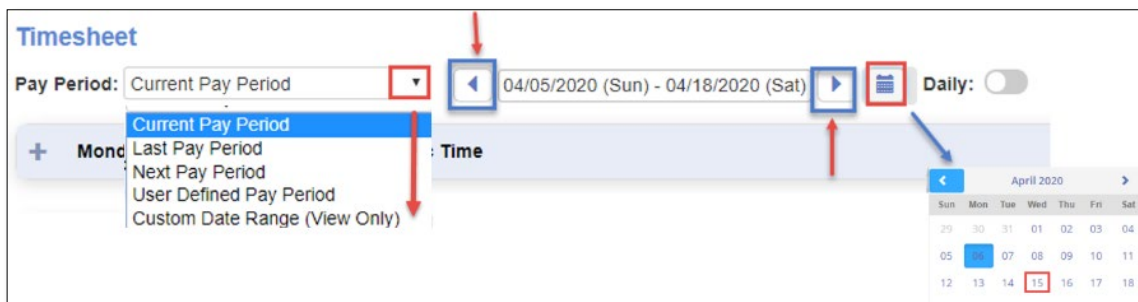 Timesheet
Pay Period: Current Pay Period 04/05/2020 (Sun) - 04/18/2020 (Sat) Daily:
Current Pay Period
+ Mond Time
Last Pay Period
Next Pay Period
User Defined Pay Period
Custom Date Range (View Only)
< April 2020 >
Sun Mon Tue Wed Thu Fri Sat
29 30 31 01 02 03 04
05 06 07 08 09 10 11
12 13 14 15 16 17 18